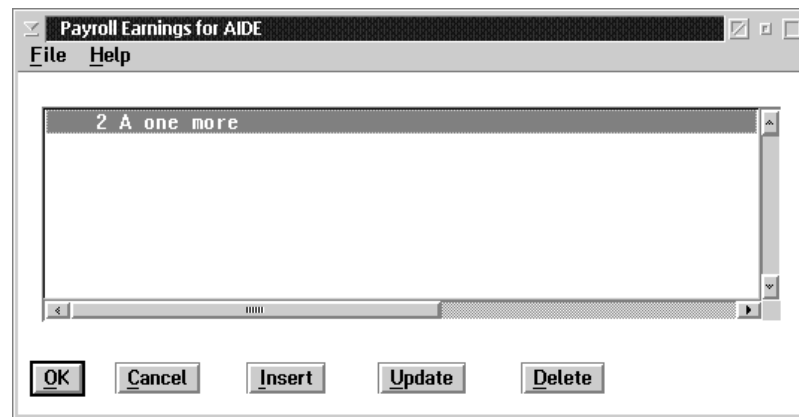 Payroll Earnings for AIDE
File Help
2 A one more
OK Cancel Insert Update Delete